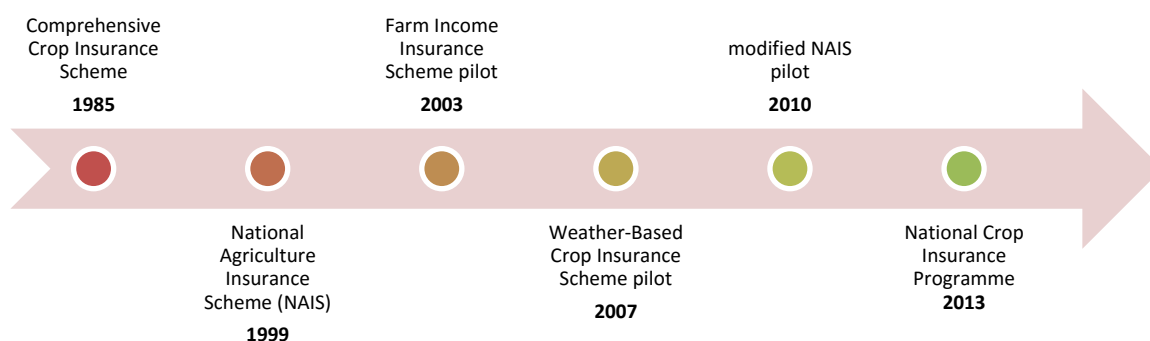 Comprehensive
Crop Insurance
Scheme
1985
National
Agriculture
Insurance
Scheme (NAIS)
1999
Farm Income
Insurance
Scheme pilot
2003
Weather-Based
Crop Insurance
Scheme pilot
2007
modified NAIS
pilot
2010
National Crop
Insurance
Programme
2013